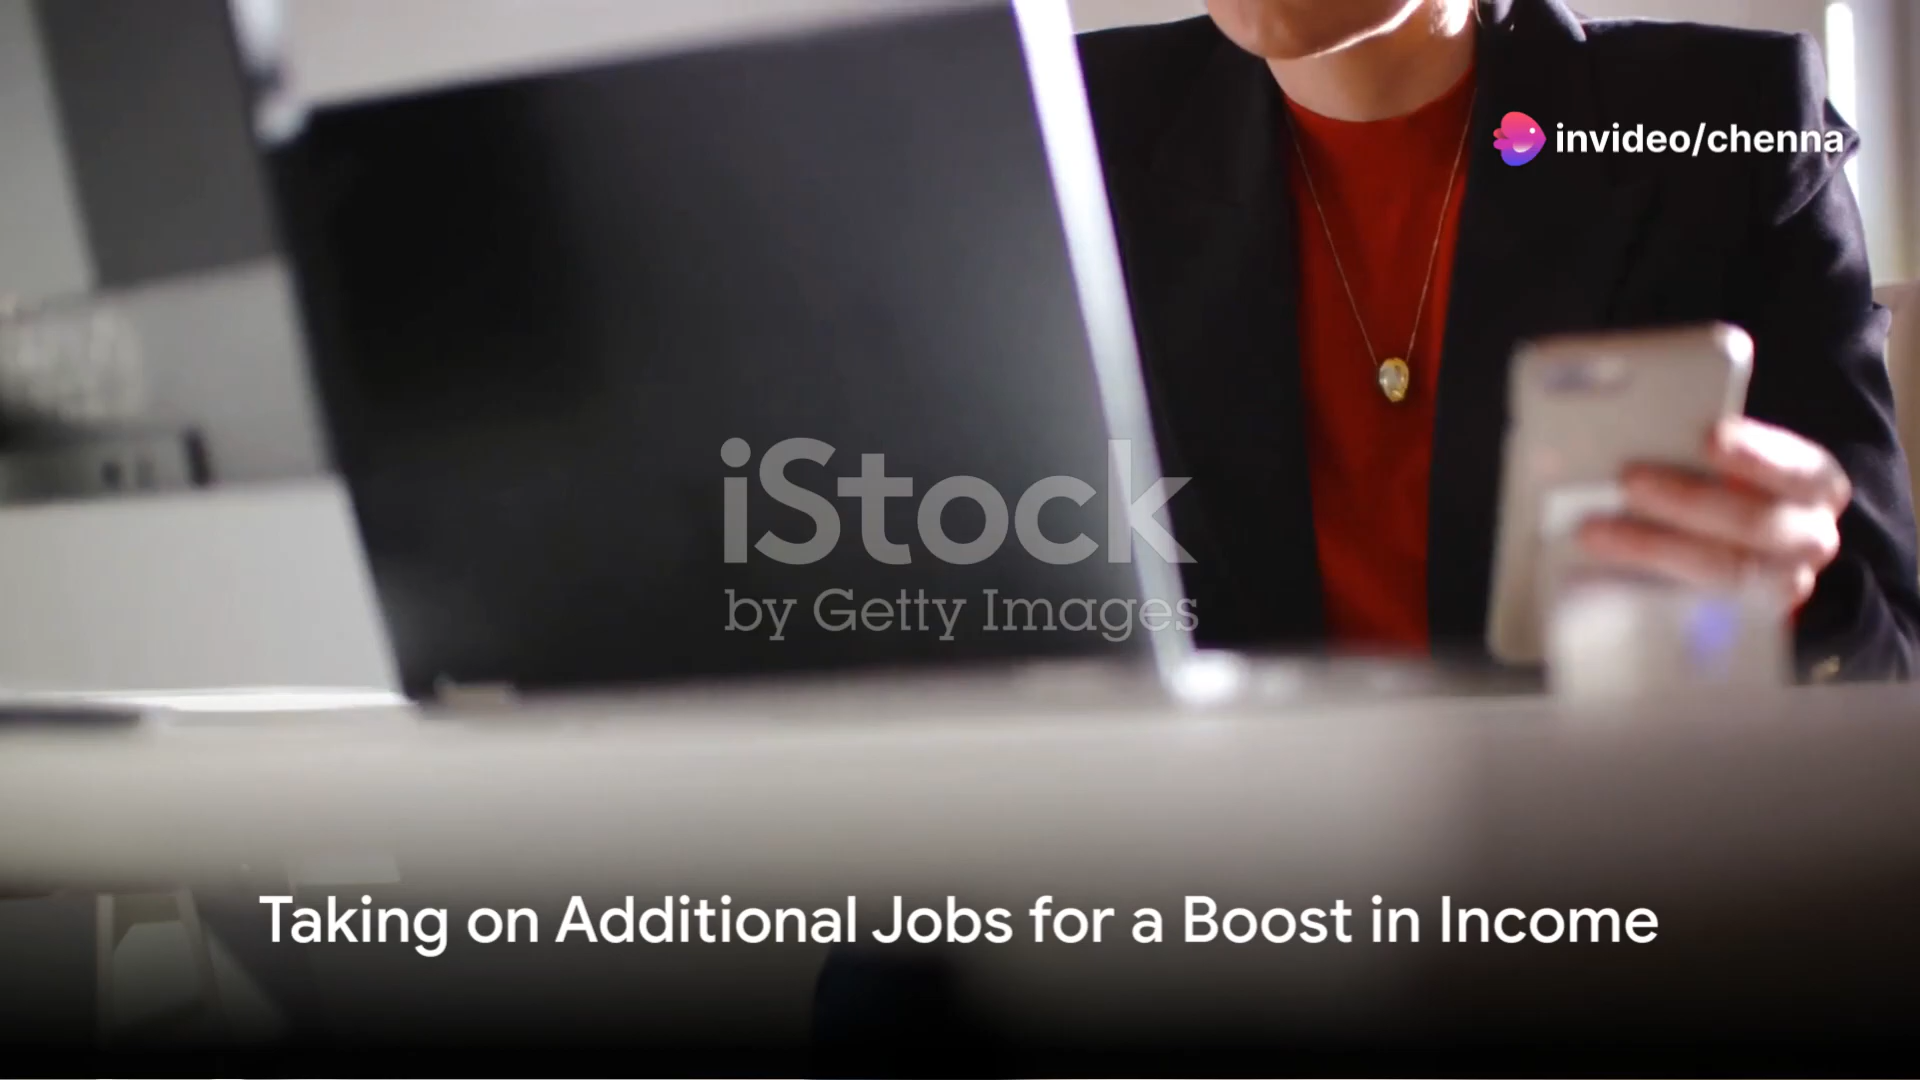 invideo/chenna
iStock
by Getty Images
Taking on Additional Jobs for a Boost in Income